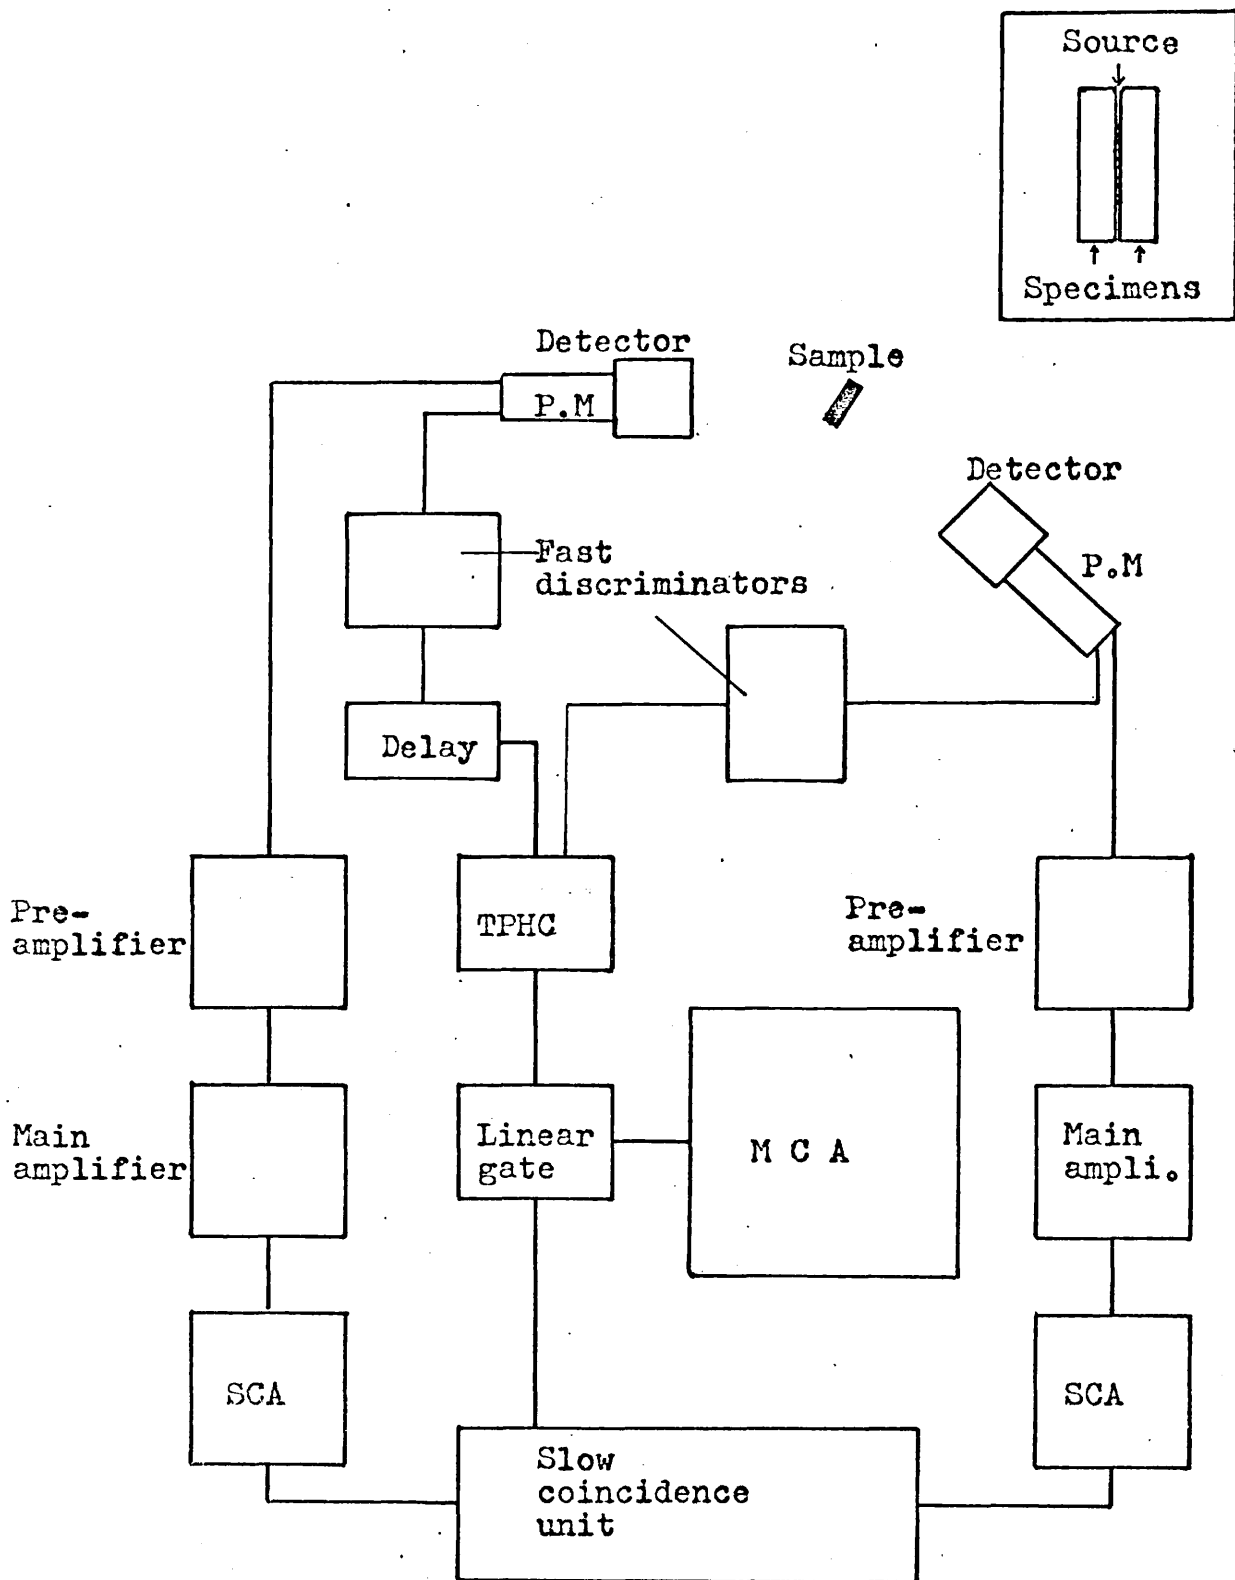 Source
Specimens
Detector
Sample
P.M
Detector
Fast
discriminators
P.M
Delay
Pre-
amplifier
TPHC
Pre-
amplifier
Main
amplifier
Linear
gate
M C A
Main
ampli.
SCA
SCA
Slow
coincidence
unit